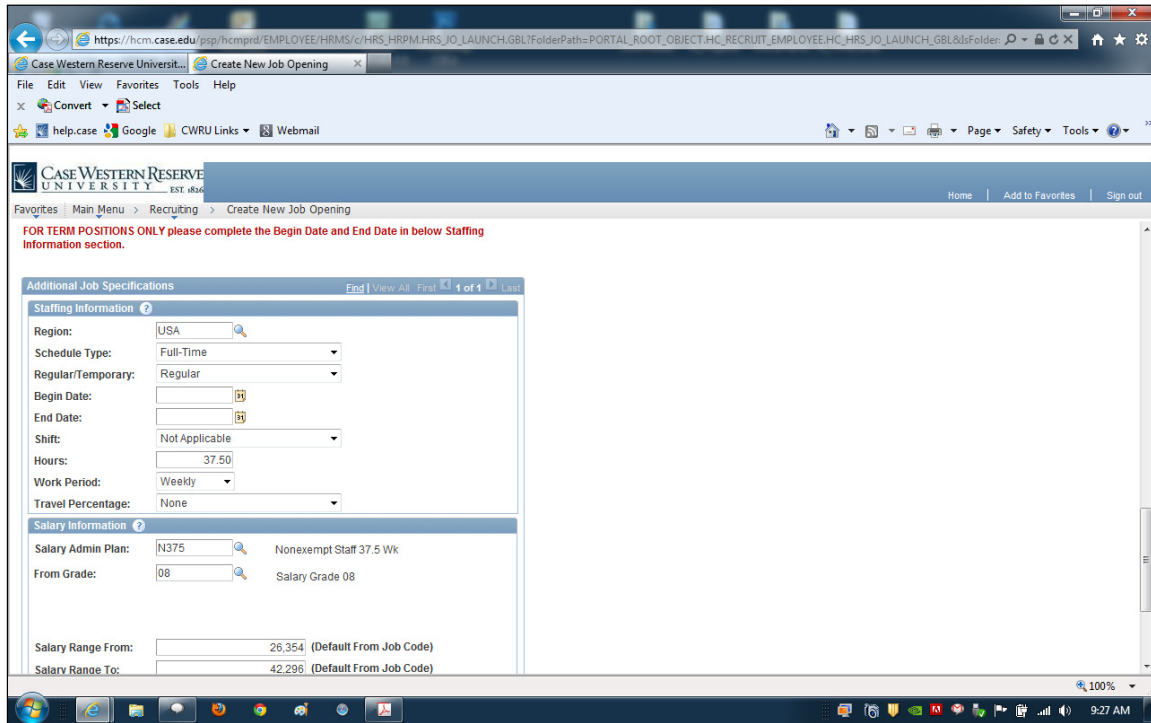 https://hcm.case.edu/psp/hcmprd/EMPLOYEE/HRMS/c/HRS_HRPM.HRS_JO_LAUNCH.GBL?FolderPath=PORTAL_ROOT_OBJECT.HC_RECRUIT_EMPLOYEE.HC_HRS_JO_LAUNCH_GBL&IsFolder
Case Western Reserve Universit... Create New Job Opening
File Edit View Favorites Tools Help
Convert Select
help.case Google CWRU Links Webmail Page Safety Tools
CASE WESTERN RESERVE
UNIVERSITY EST. 1826
Home | Add to Favorites | Sign out
Favorites Main Menu > Recruiting > Create New Job Opening
FOR TERM POSITIONS ONLY please complete the Begin Date and End Date in below Staffing
Information section.
Additional Job Specifications Find | View All First 1 of 1 Last
Staffing Information ?
Region: USA
Schedule Type: Full-Time
Regular/Temporary: Regular
Begin Date: 31
End Date: 31
Shift: Not Applicable
Hours: 37.50
Work Period: Weekly
Travel Percentage: None
Salary Information ?
Salary Admin Plan: N375 Nonexempt Staff 37.5 Wk
From Grade: 08 Salary Grade 08
Salary Range From: 26,354 (Default From Job Code)
Salary Range To: 42,296 (Default From Job Code)
100%
9:27 AM